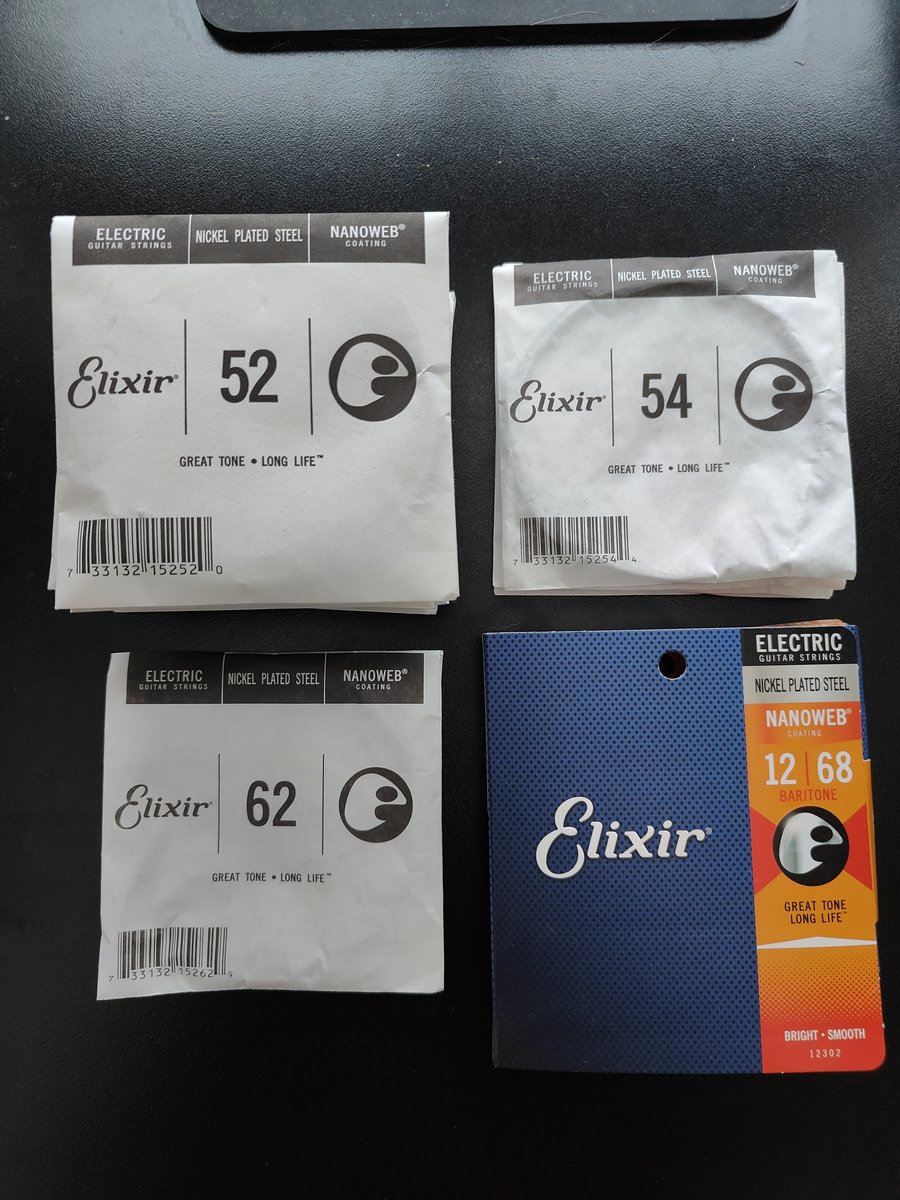 ELECTRIC
GUITAR STRINGS
NICKEL PLATED STEEL
NANOWEB®
COATING
Elixir®
52
GREAT TONE • LONG LIFE™
7 33132 15252 0
ELECTRIC
GUITAR STRINGS
NICKEL PLATED STEEL
NANOWEB®
COATING
Elixir®
54
GREAT TONE • LONG LIFE™
7 33132 15254 4
ELECTRIC
GUITAR STRINGS
NICKEL PLATED STEEL
NANOWEB®
COATING
Elixir®
62
GREAT TONE • LONG LIFE™
7 33132 15262 9
Elixir®
ELECTRIC
GUITAR STRINGS
NICKEL PLATED STEEL
NANOWEB®
COATING
12 68
BARITONE
GREAT TONE
LONG LIFE™
BRIGHT • SMOOTH
12302